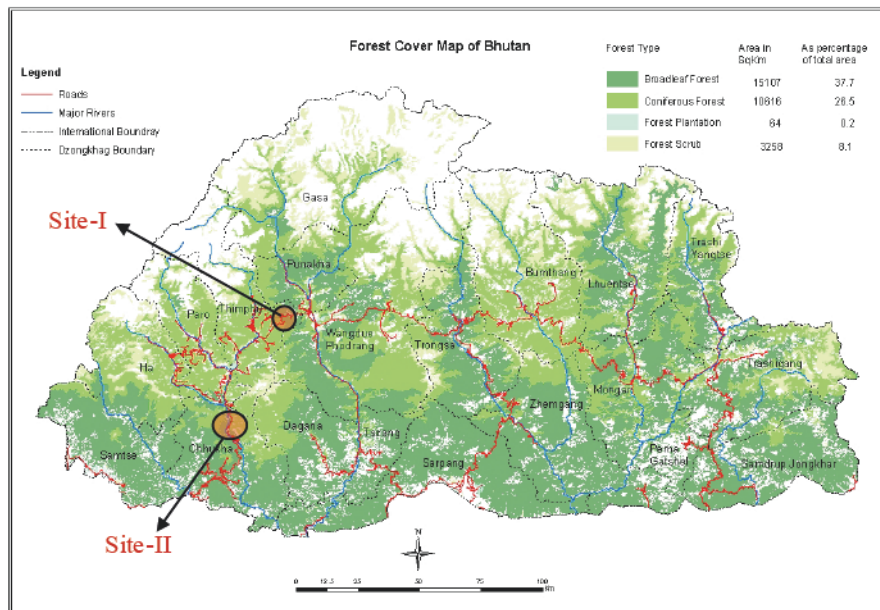 Forest Cover Map of Bhutan
Legend
Roads
Major Rivers
International Boundray
Dzongkhag Boundary
Forest Type Area in SqKm As percentage of total area
Broadleaf Forest 15107 37.7
Coniferous Forest 10616 26.5
Forest Plantation 64 0.2
Forest Scrub 3258 8.1
Site-I
Gasa
Punakha
Bumthang
Lhuentse
Trashi Yangtse
Paro
Thimphu
Wangdue Phodrang
Trongsa
Ha
Mongar
Trashigang
Zhemgang
Samtse
Chhukha
Dagana
Tsirang
Sarpang
Pema Gatshel
Samdrup Jongkhar
Site-II
N
0 12.5 25 50 75 100
Km